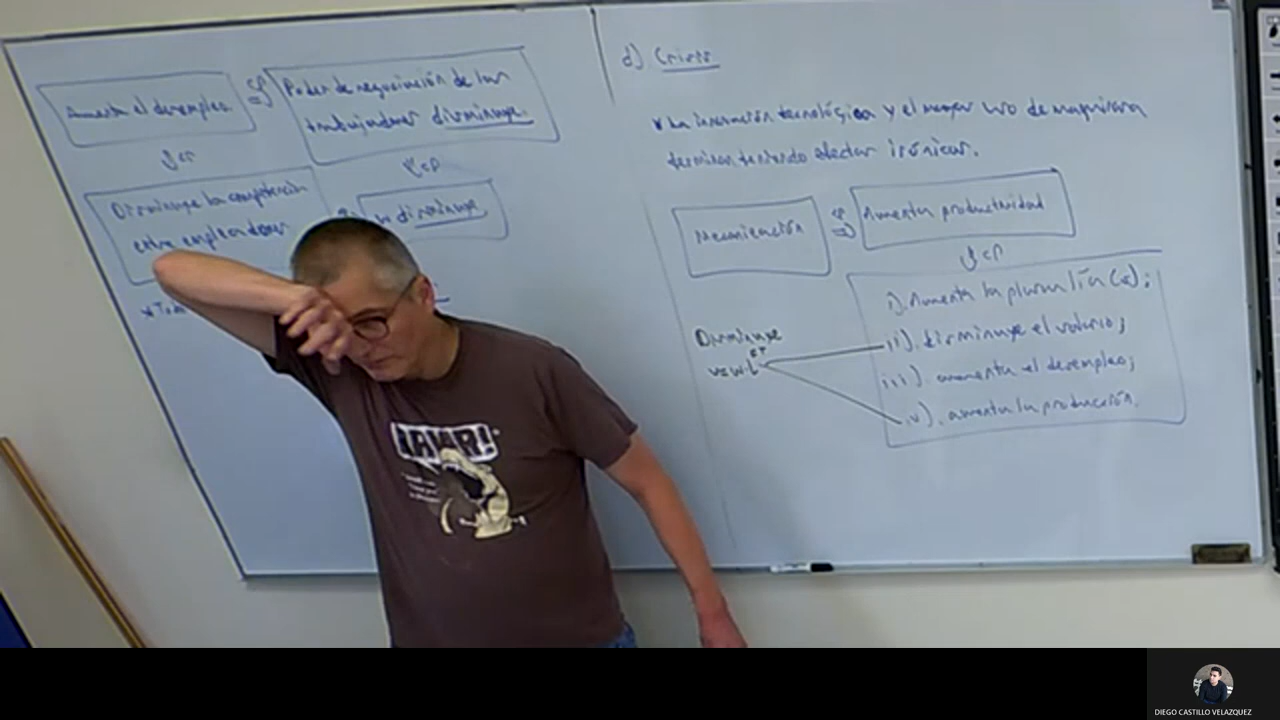 Aumenta el desempleo
=>
Poder de negociación de los
trabajadores disminuye.
Disminuye la competencia
entre empleadores
w disminuye
d) Crisis
La innovación tecnológica y el mayor uso de maquinaria
terminan teniendo efectos irónicos.
Mecanización
=>
Aumenta productividad
i). Aumenta la plusvalía (s);
ii). disminuye el salario;
iii). aumenta el desempleo;
iv). aumenta la producción.
Disminuye
v=w·L
¡ROAR!
DIEGO CASTILLO VELAZQUEZ